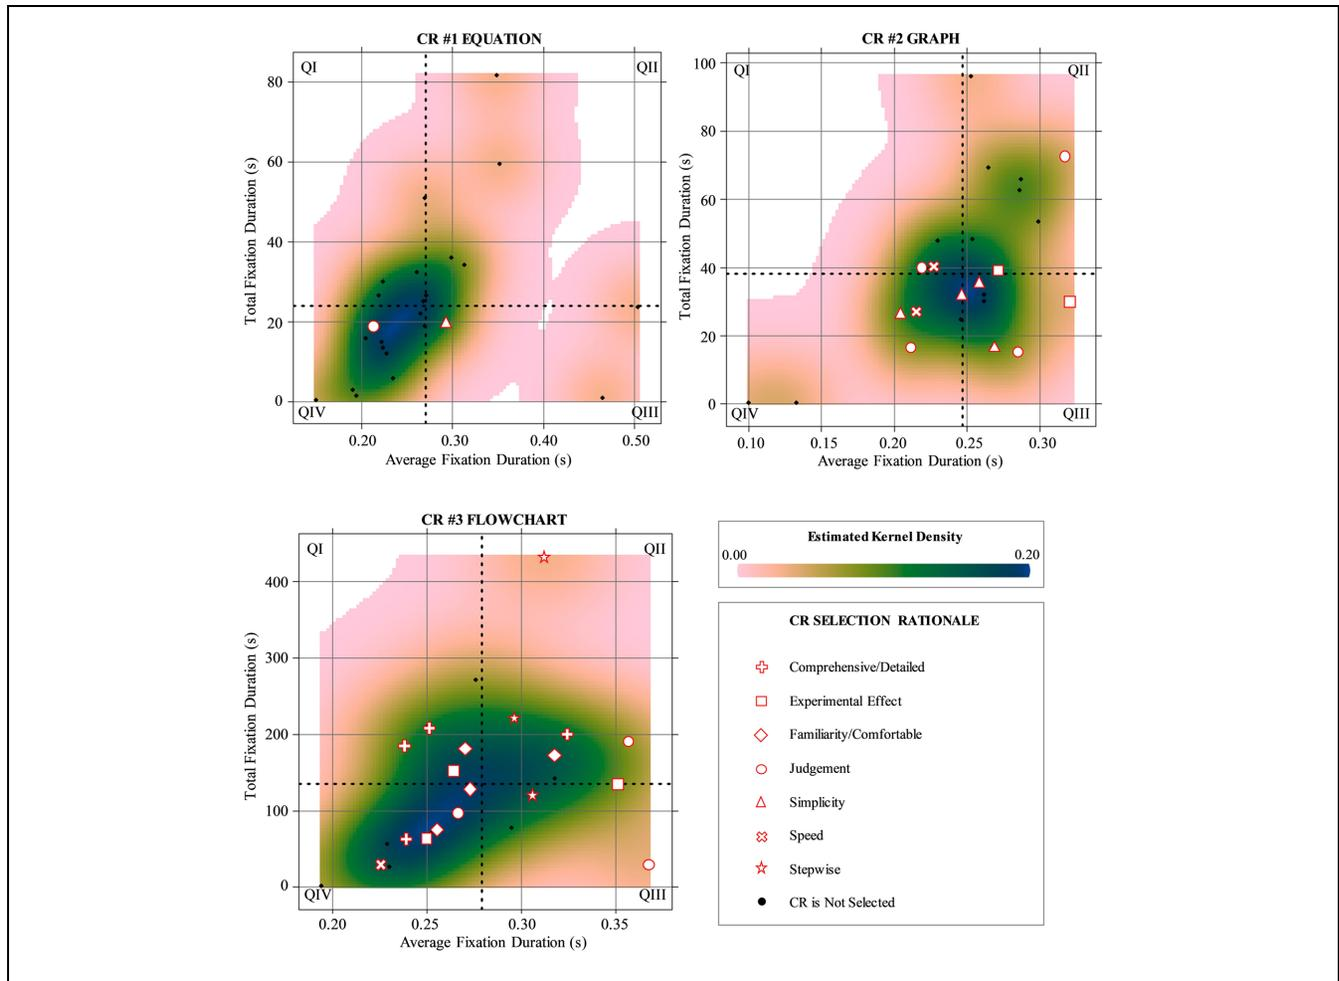 CR #1 EQUATION
QI
QII
80
60
40
20
0
Total Fixation Duration (s)
QIV
QIII
0.20 0.30 0.40 0.50
Average Fixation Duration (s)
CR #2 GRAPH
QI
QII
100
80
60
40
20
0
Total Fixation Duration (s)
QIV
QIII
0.10 0.15 0.20 0.25 0.30
Average Fixation Duration (s)
CR #3 FLOWCHART
QI
QII
400
300
200
100
0
Total Fixation Duration (s)
QIV
QIII
0.20 0.25 0.30 0.35
Average Fixation Duration (s)
Estimated Kernel Density
0.00 0.20
CR SELECTION RATIONALE
Comprehensive/Detailed
Experimental Effect
Familiarity/Comfortable
Judgement
Simplicity
Speed
Stepwise
CR is Not Selected